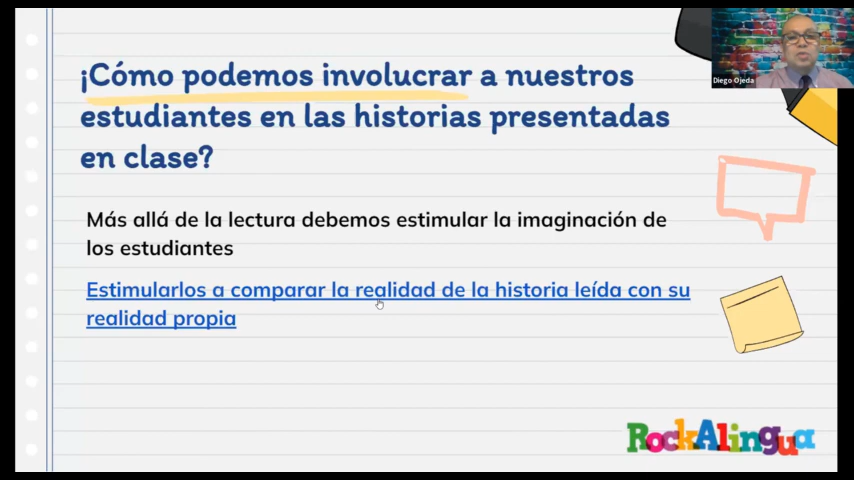 ¡Cómo podemos involucrar a nuestros
estudiantes en las historias presentadas
en clase?
Más allá de la lectura debemos estimular la imaginación de
los estudiantes
Estimularlos a comparar la realidad de la historia leída con su
realidad propia
Diego Ojeda
RockAlingua